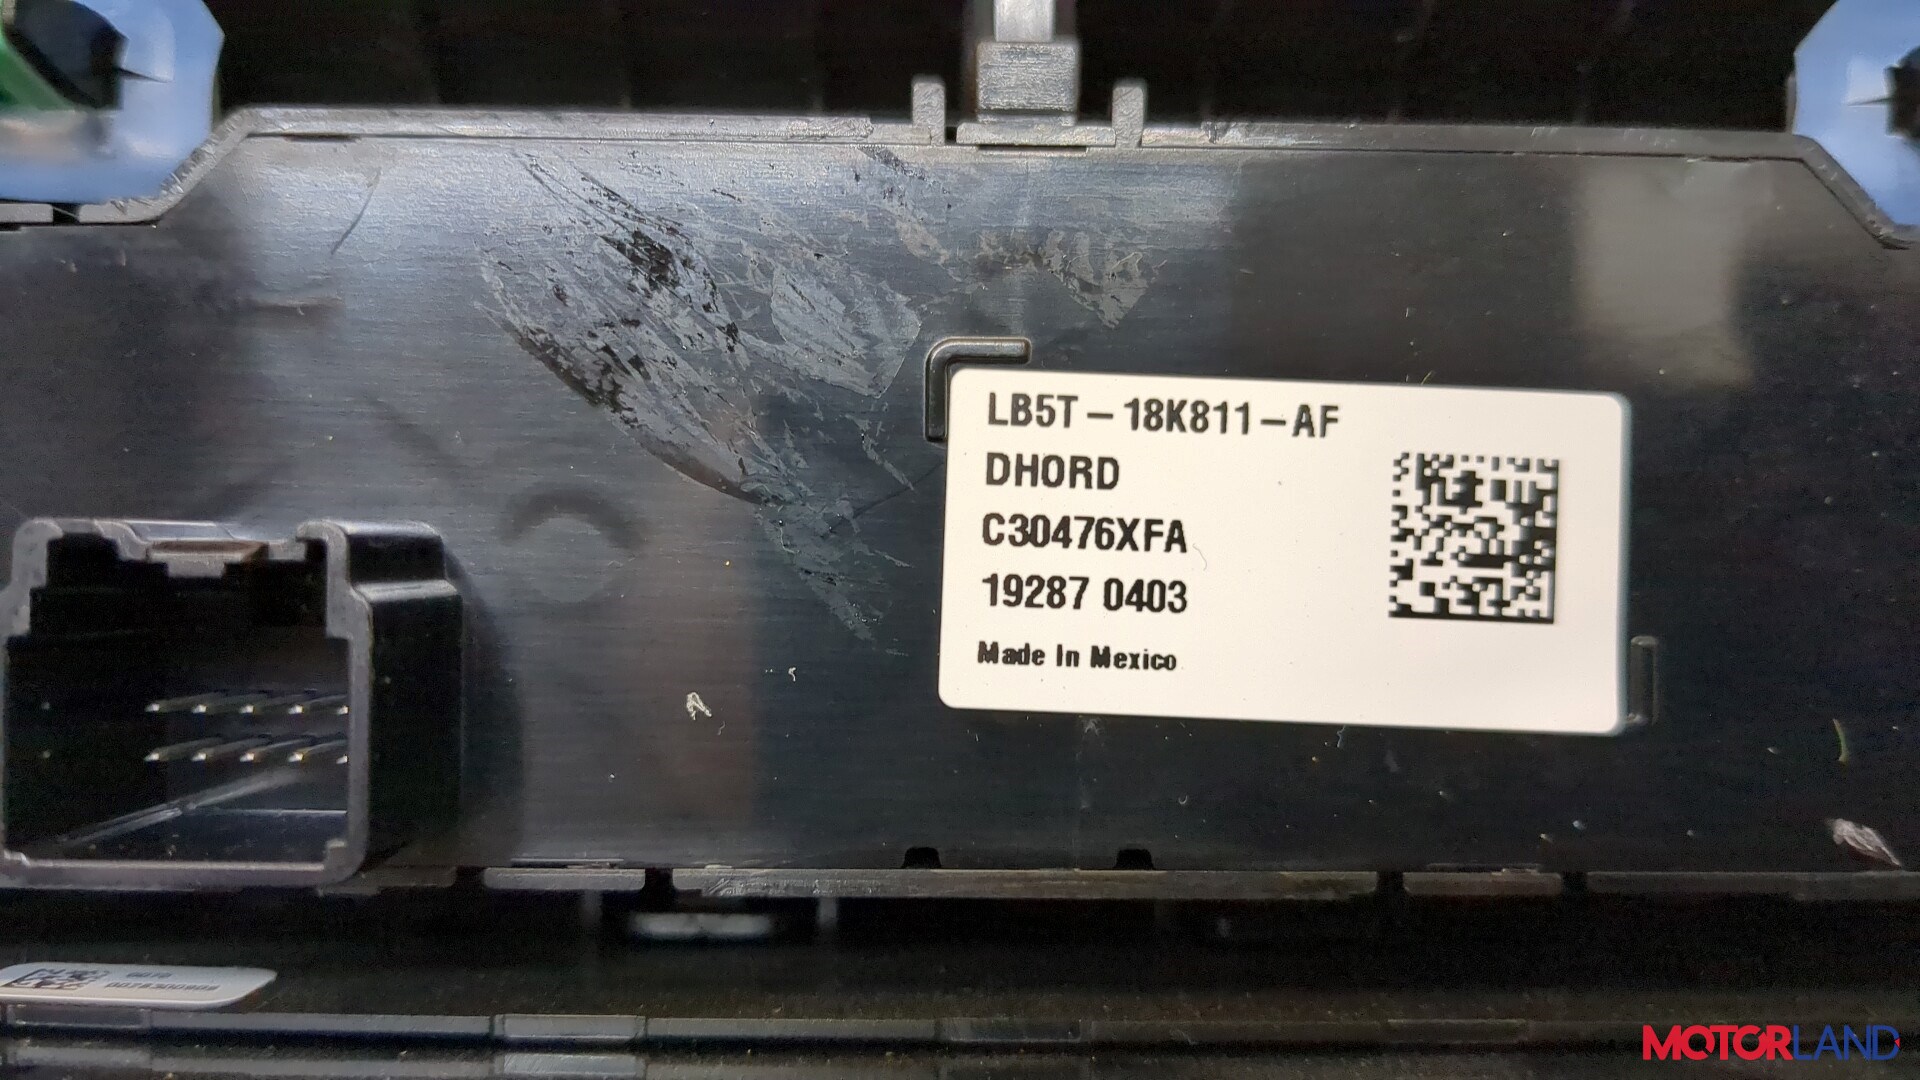 LB5T-18K811-AF
DHORD
C30476XFA
19287 0403
Made In Mexico
MOTORLAND